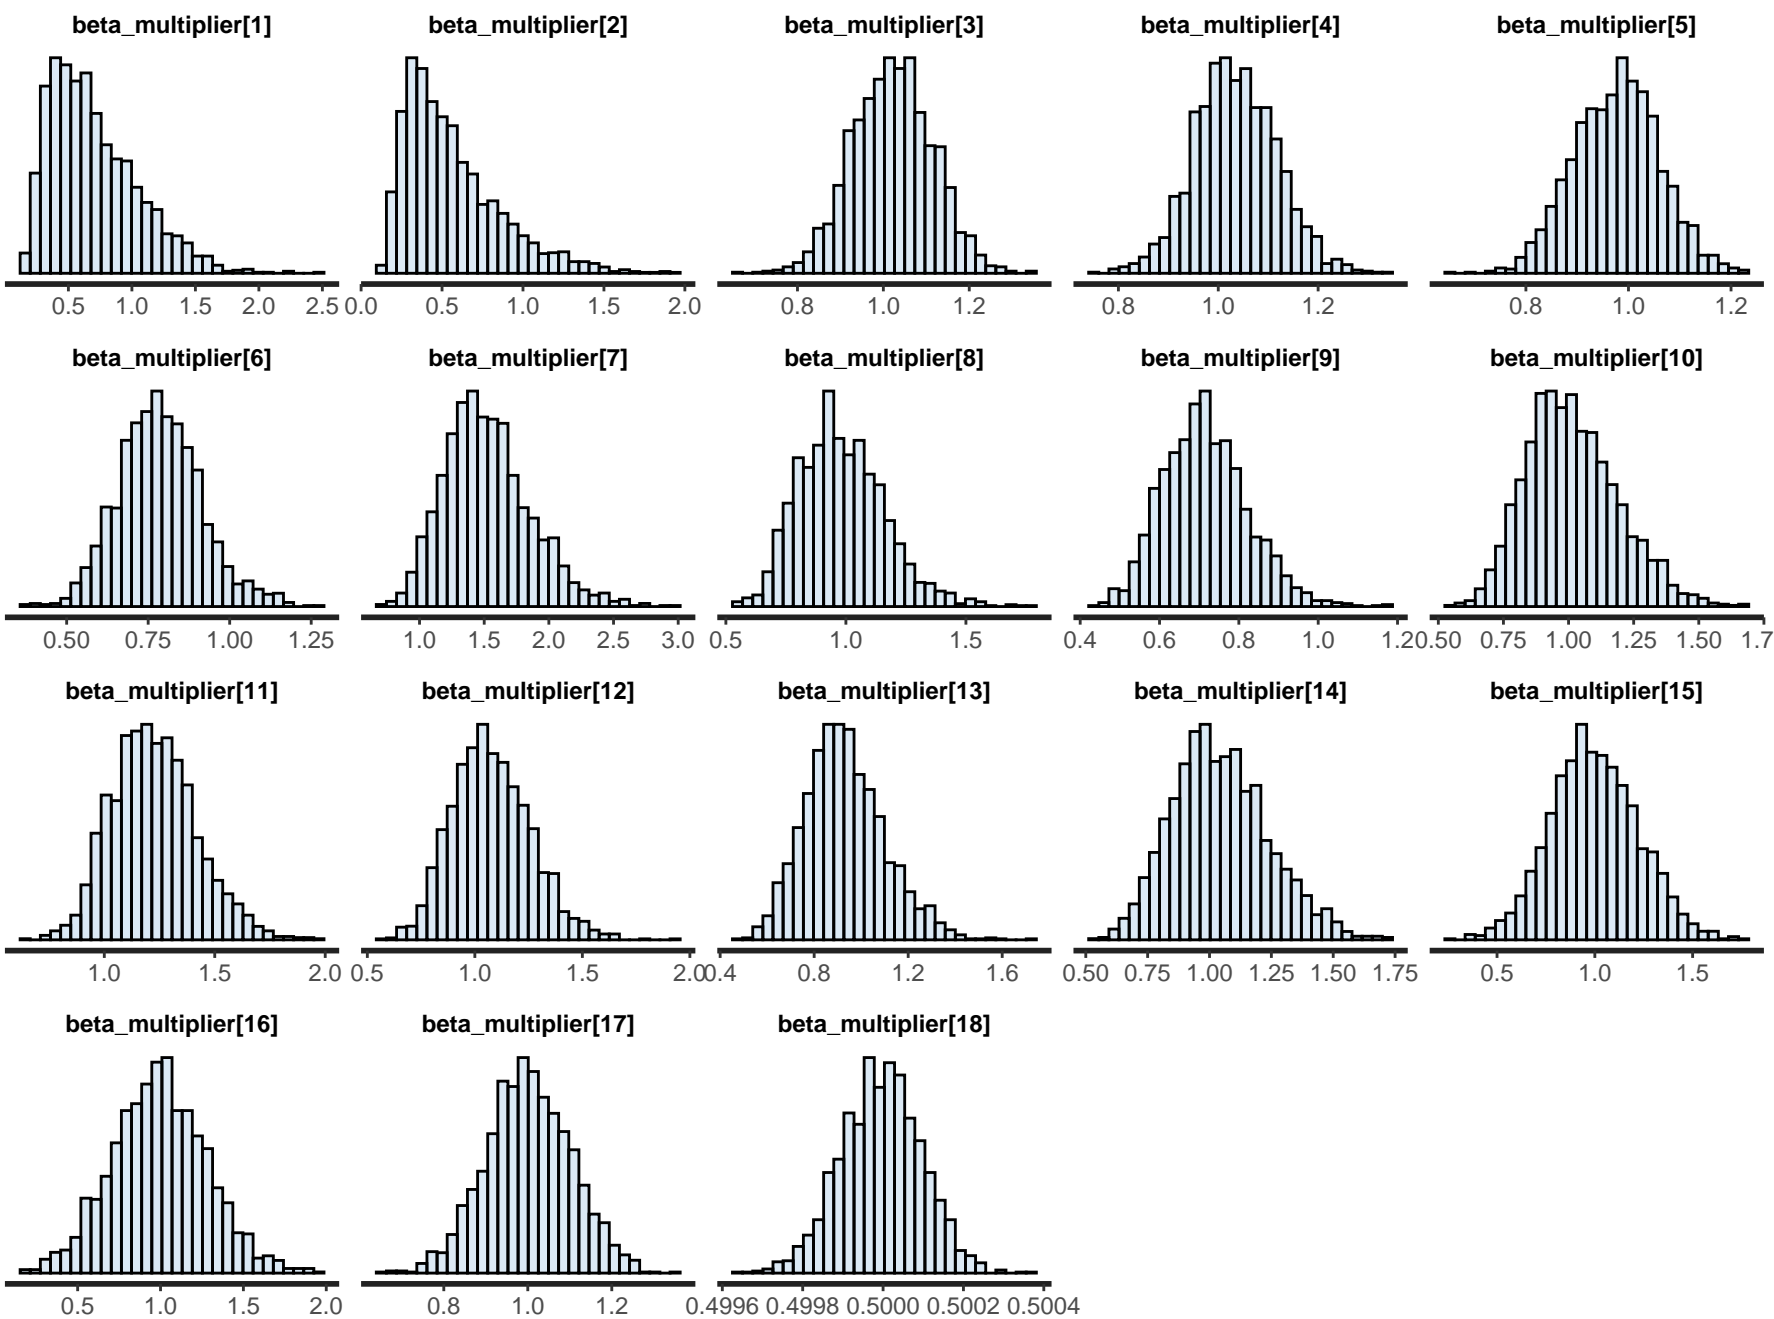 beta_multiplier[1] beta_multiplier[2] beta_multiplier[3] beta_multiplier[4] beta_multiplier[5]
0.5 1.0 1.5 2.0 2.5 0.0 0.5 1.0 1.5 2.0 0.8 1.0 1.2 0.8 1.0 1.2 0.8 1.0 1.2
beta_multiplier[6] beta_multiplier[7] beta_multiplier[8] beta_multiplier[9] beta_multiplier[10]
0.50 0.75 1.00 1.25 1.0 1.5 2.0 2.5 3.0 0.5 1.0 1.5 0.4 0.6 0.8 1.0 1.2 0.50 0.75 1.00 1.25 1.50 1.7
beta_multiplier[11] beta_multiplier[12] beta_multiplier[13] beta_multiplier[14] beta_multiplier[15]
1.0 1.5 2.0 0.5 1.0 1.5 2.0 0.4 0.8 1.2 1.6 0.50 0.75 1.00 1.25 1.50 1.75 0.5 1.0 1.5
beta_multiplier[16] beta_multiplier[17] beta_multiplier[18]
0.5 1.0 1.5 2.0 0.8 1.0 1.2 0.4996 0.4998 0.5000 0.5002 0.5004